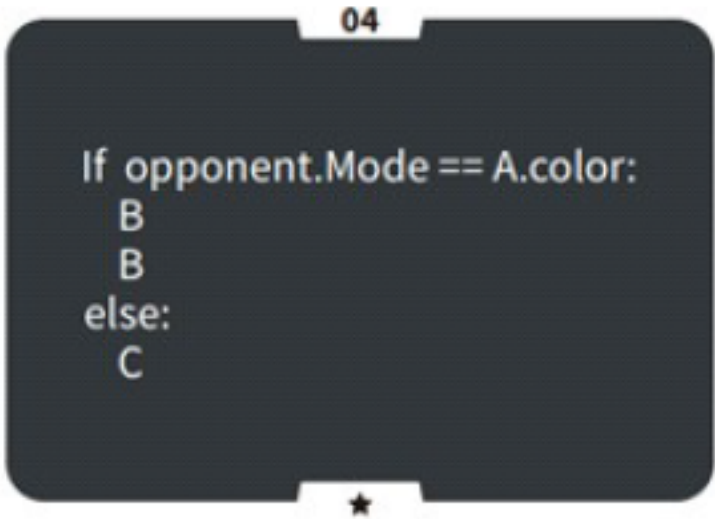 04
If opponent.Mode == A.color:
B
B
else:
C
★